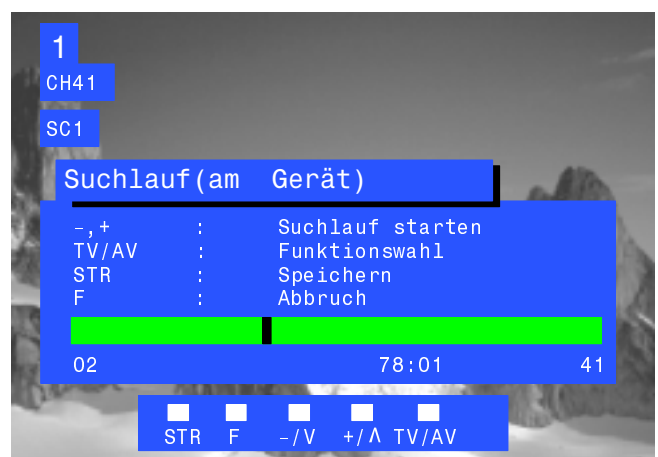 1
CH41
SC1
Suchlauf(am Gerät)
-,+ : Suchlauf starten
TV/AV : Funktionswahl
STR : Speichern
F : Abbruch
02 78:01 41
STR F -/V +/Λ TV/AV